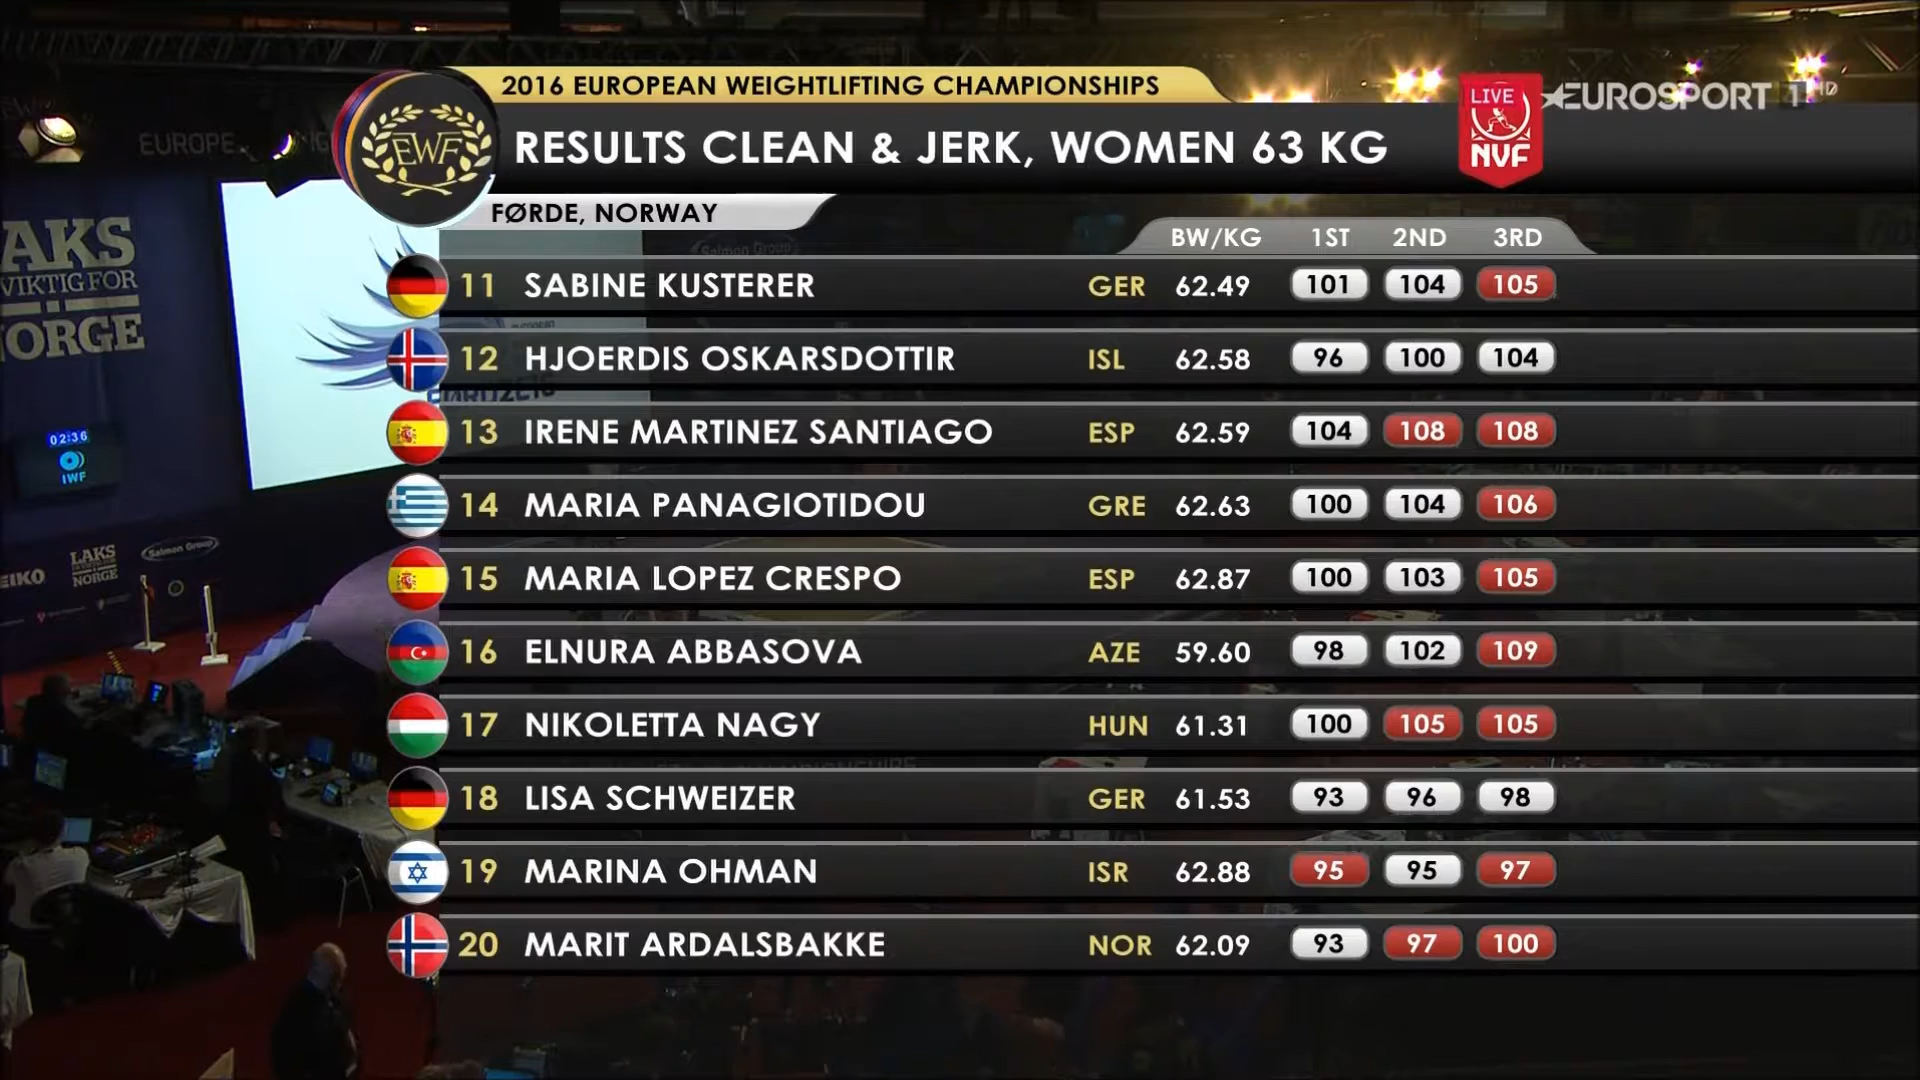 2016 EUROPEAN WEIGHTLIFTING CHAMPIONSHIPS
EWF
RESULTS CLEAN & JERK, WOMEN 63 KG
LIVE
NVF
EUROSPORT 1 HD
FØRDE, NORWAY
BW/KG 1ST 2ND 3RD
11 SABINE KUSTERER GER 62.49 101 104 105
12 HJOERDIS OSKARSDOTTIR ISL 62.58 96 100 104
13 IRENE MARTINEZ SANTIAGO ESP 62.59 104 108 108
14 MARIA PANAGIOTIDOU GRE 62.63 100 104 106
15 MARIA LOPEZ CRESPO ESP 62.87 100 103 105
16 ELNURA ABBASOVA AZE 59.60 98 102 109
17 NIKOLETTA NAGY HUN 61.31 100 105 105
18 LISA SCHWEIZER GER 61.53 93 96 98
19 MARINA OHMAN ISR 62.88 95 95 97
20 MARIT ARDALSBAKKE NOR 62.09 93 97 100
EUROPE
AKS
VIKTIG FOR
NORGE
Salmon Group
02:36
IWF
EIKO
LAKS
NORGE
Salmon Group